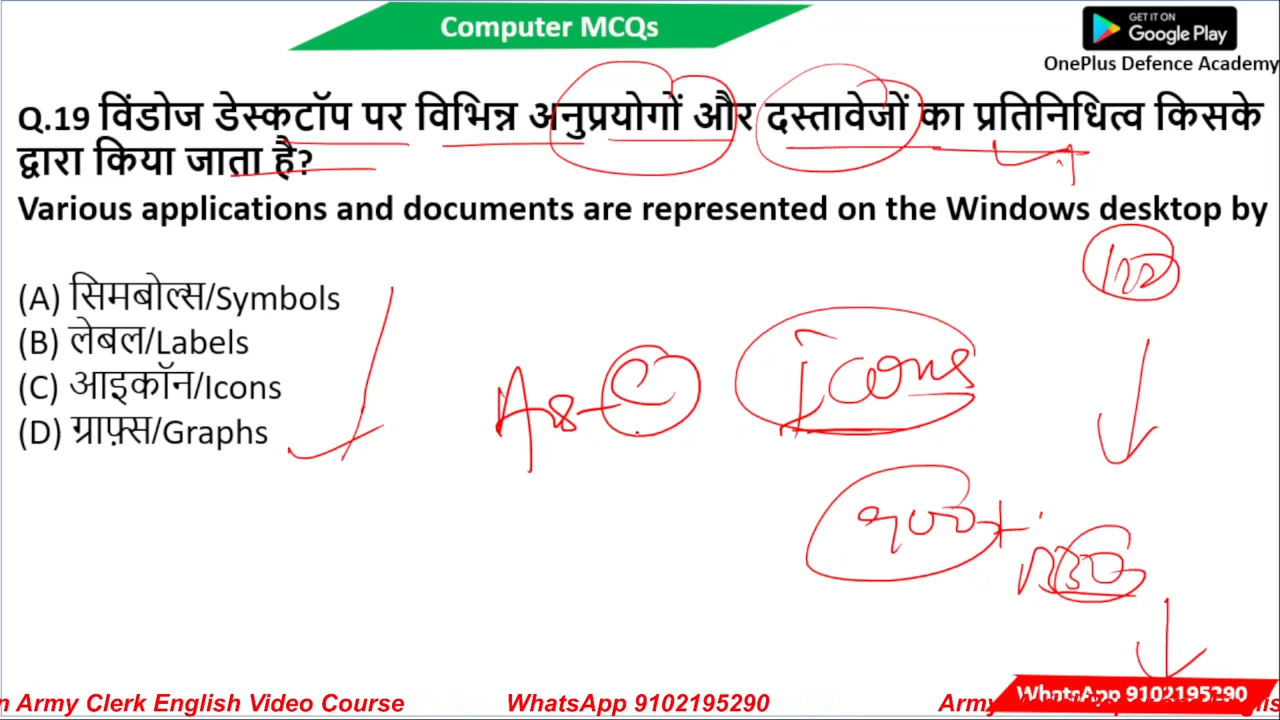 Computer MCQs
GET IT ON
Google Play
OnePlus Defence Academy
Q.19 विंडोज डेस्कटॉप पर विभिन्न अनुप्रयोगों और दस्तावेजों का प्रतिनिधित्व किसके
द्वारा किया जाता है?
Various applications and documents are represented on the Windows desktop by
(A) सिमबोल्स/Symbols
(B) लेबल/Labels
(C) आइकॉन/Icons
(D) ग्राफ़्स/Graphs
As - C Icons
WhatsApp 9102195290
n Army Clerk English Video Course WhatsApp 9102195290 Army